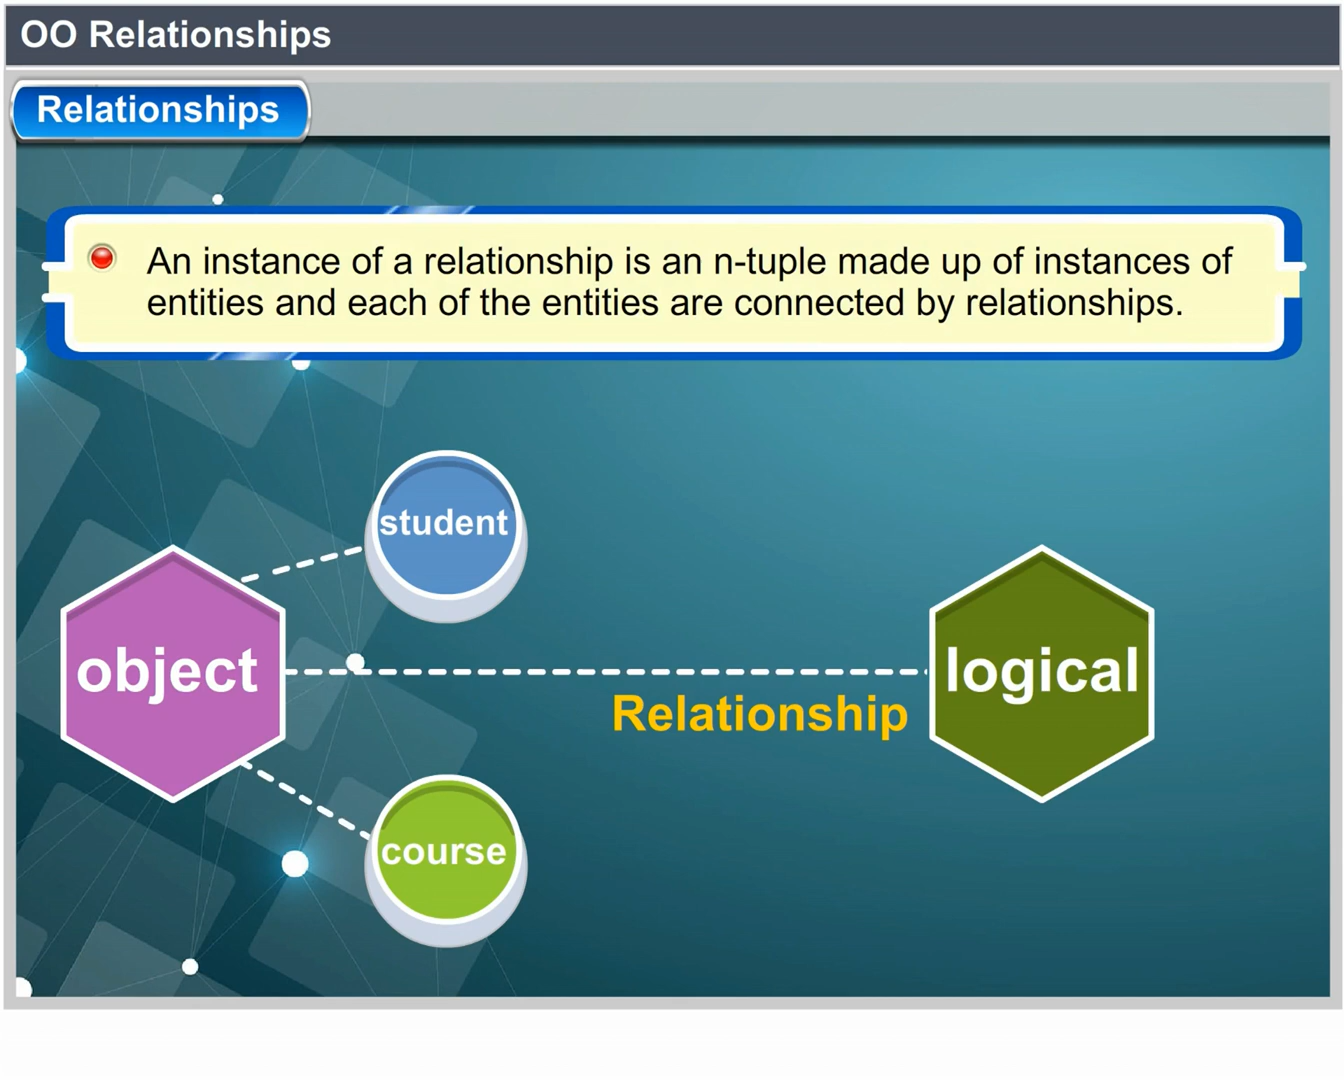 OO Relationships
Relationships
An instance of a relationship is an n-tuple made up of instances of
entities and each of the entities are connected by relationships.
student
object
logical
Relationship
course